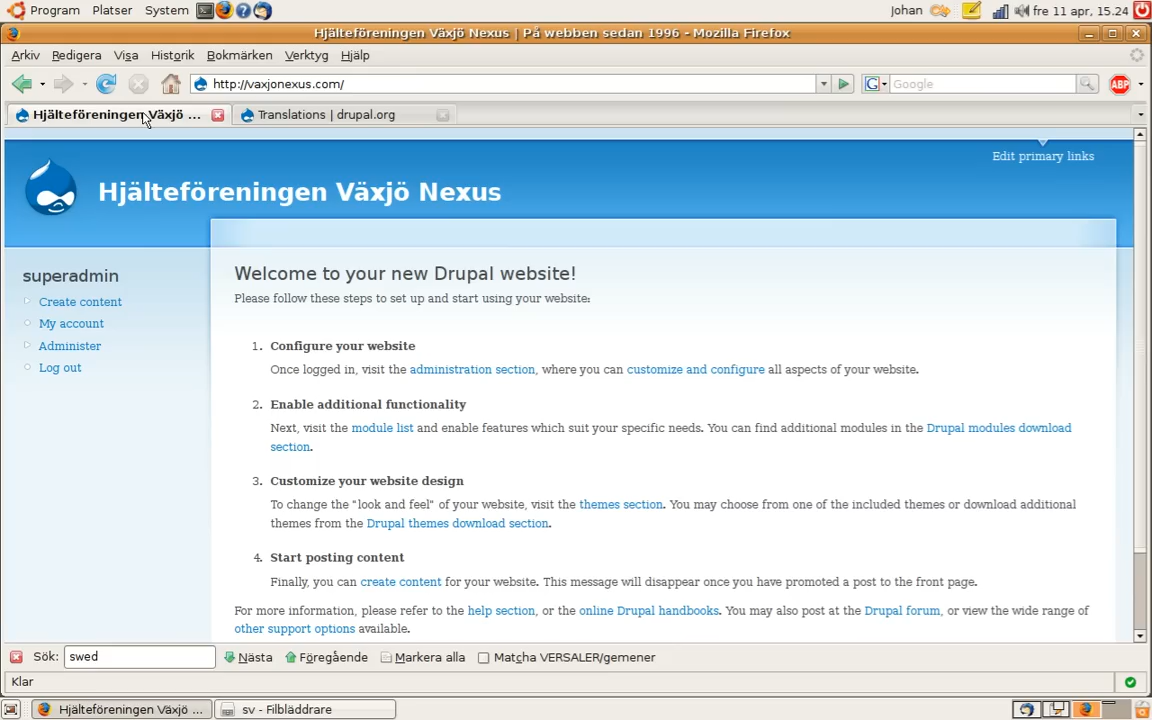 Program Platser System Johan fre 11 apr, 15.24
Hjälteföreningen Växjö Nexus | På webben sedan 1996 - Mozilla Firefox
Arkiv Redigera Visa Historik Bokmärken Verktyg Hjälp
http://vaxjonexus.com/ G Google ABP
Hjälteföreningen Växjö ... Translations | drupal.org
Edit primary links
Hjälteföreningen Växjö Nexus
superadmin
Create content
My account
Administer
Log out
Welcome to your new Drupal website!
Please follow these steps to set up and start using your website:
1. Configure your website
Once logged in, visit the administration section, where you can customize and configure all aspects of your website.
2. Enable additional functionality
Next, visit the module list and enable features which suit your specific needs. You can find additional modules in the Drupal modules download
section.
3. Customize your website design
To change the "look and feel" of your website, visit the themes section. You may choose from one of the included themes or download additional
themes from the Drupal themes download section.
4. Start posting content
Finally, you can create content for your website. This message will disappear once you have promoted a post to the front page.
For more information, please refer to the help section, or the online Drupal handbooks. You may also post at the Drupal forum, or view the wide range of
other support options available.
Sök: swed Nästa Föregående Markera alla Matcha VERSALER/gemener
Klar
Hjälteföreningen Växjö ... sv - Filbläddrare